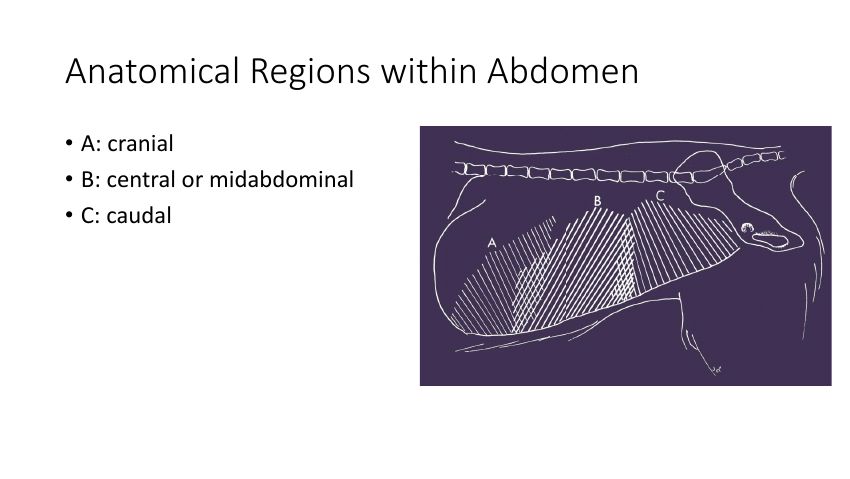 Anatomical Regions within Abdomen
• A: cranial
• B: central or midabdominal
• C: caudal
A
B
C